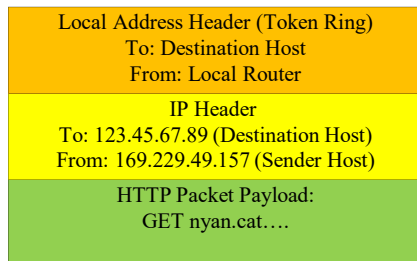 Local Address Header (Token Ring)
To: Destination Host
From: Local Router
IP Header
To: 123.45.67.89 (Destination Host)
From: 169.229.49.157 (Sender Host)
HTTP Packet Payload:
GET nyan.cat….